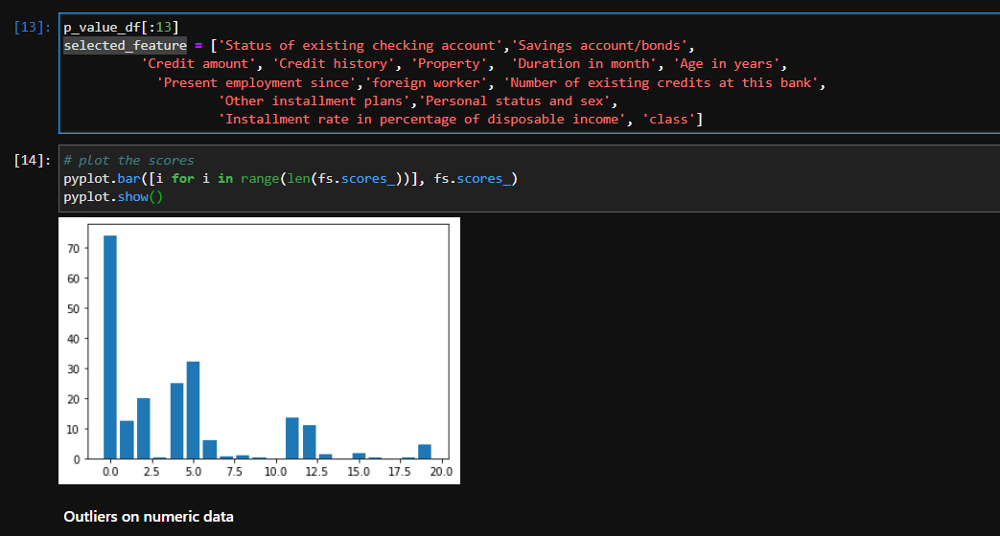 [13]: p_value_df[:13]
selected_feature = ['Status of existing checking account','Savings account/bonds',
'Credit amount', 'Credit history', 'Property',  'Duration in month', 'Age in years',
'Present employment since','foreign worker', 'Number of existing credits at this bank',
'Other installment plans','Personal status and sex',
'Installment rate in percentage of disposable income', 'class']
[14]: # plot the scores
pyplot.bar([i for i in range(len(fs.scores_))], fs.scores_)
pyplot.show()
70
60
50
40
30
20
10
0
0.0 2.5 5.0 7.5 10.0 12.5 15.0 17.5 20.0
Outliers on numeric data